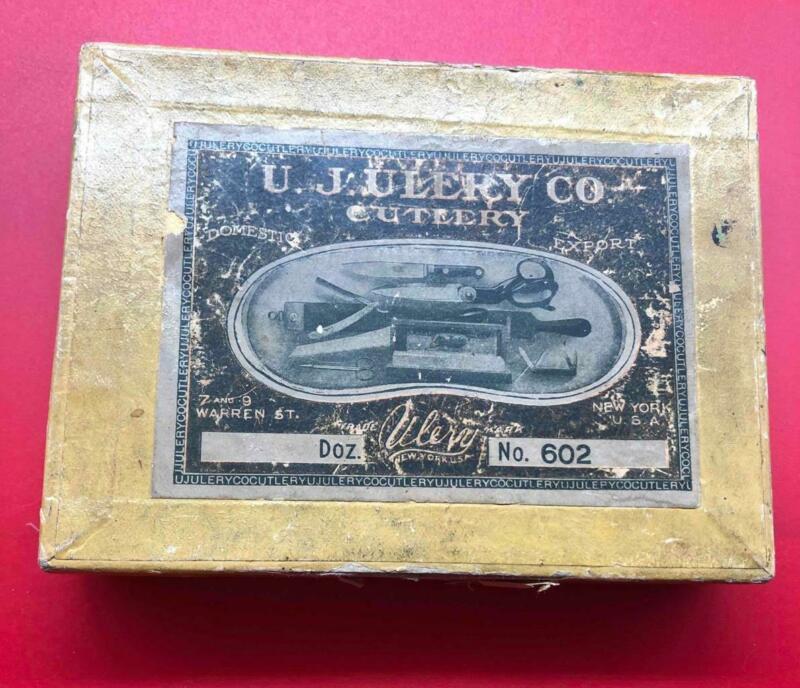 UJULERYCOCUTLERYUJULERYCOCUTLERYUJULERYCOCUTLERYUJULERYCOCUTLERY
U. J. ULERY CO.
CUTLERY
DOMESTIC
EXPORT
7 AND 9
WARREN ST.
NEW YORK
U.S.A.
TRADE Ulery MARK
NEW YORK U.S.A.
Doz.
No. 602
UJULERYCOCUTLERYUJULERYCOCUTLERYUJULERYCOCUTLERYUJULERYCOCUTLERYU